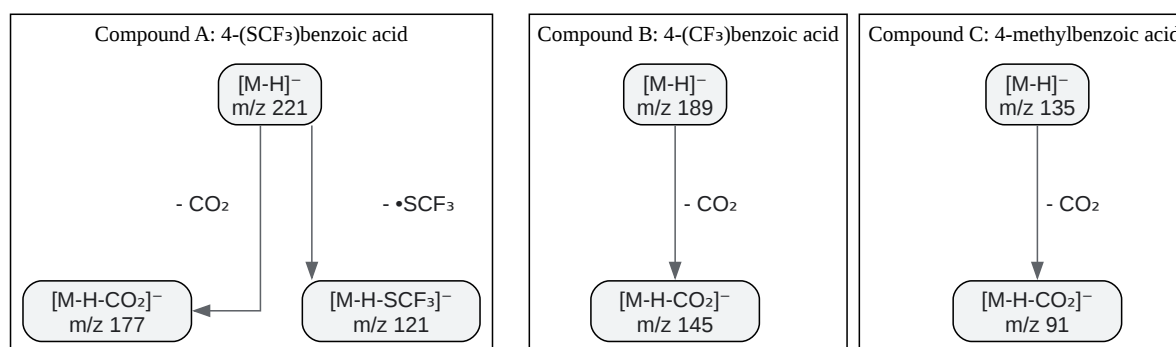 Compound A: 4-(SCF₃)benzoic acid
[M-H]⁻
m/z 221
- CO₂
- •SCF₃
[M-H-CO₂]⁻
m/z 177
[M-H-SCF₃]⁻
m/z 121
Compound B: 4-(CF₃)benzoic acid
[M-H]⁻
m/z 189
- CO₂
[M-H-CO₂]⁻
m/z 145
Compound C: 4-methylbenzoic acid
[M-H]⁻
m/z 135
- CO₂
[M-H-CO₂]⁻
m/z 91